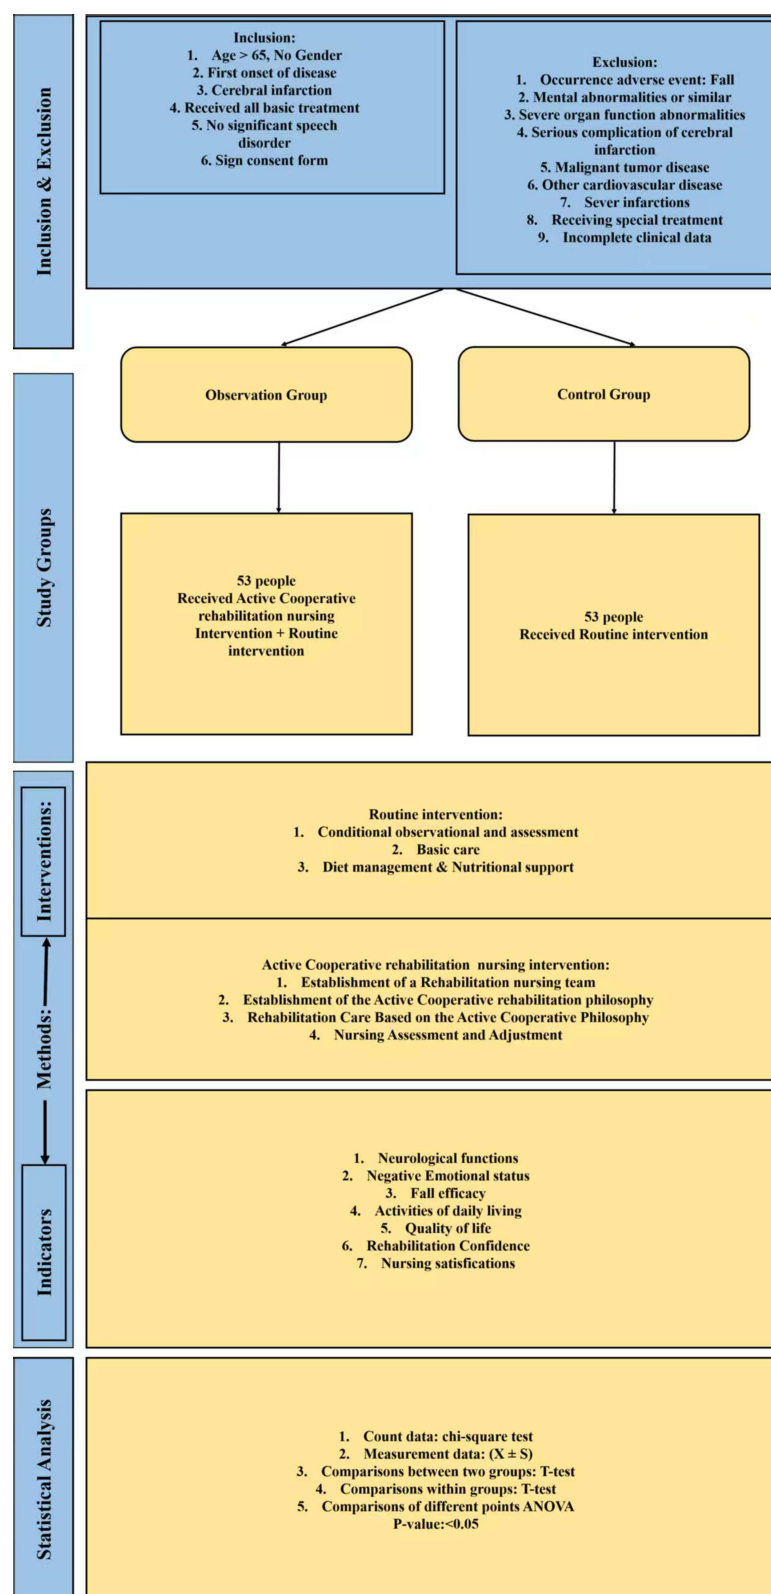 Inclusion & Exclusion
Inclusion:
1. Age > 65, No Gender
2. First onset of disease
3. Cerebral infarction
4. Received all basic treatment
5. No significant speech
disorder
6. Sign consent form
Exclusion:
1. Occurrence adverse event: Fall
2. Mental abnormalities or similar
3. Severe organ function abnormalities
4. Serious complication of cerebral
infarction
5. Malignant tumor disease
6. Other cardiovascular disease
7. Sever infarctions
8. Receiving special treatment
9. Incomplete clinical data
Study Groups
Observation Group
Control Group
53 people
Received Active Cooperative
rehabilitation nursing
Intervention + Routine
intervention
53 people
Received Routine intervention
Methods:
Interventions:
Routine intervention:
1. Conditional observational and assessment
2. Basic care
3. Diet management & Nutritional support
Active Cooperative rehabilitation nursing intervention:
1. Establishment of a Rehabilitation nursing team
2. Establishment of the Active Cooperative rehabilitation philosophy
3. Rehabilitation Care Based on the Active Cooperative Philosophy
4. Nursing Assessment and Adjustment
Indicators
1. Neurological functions
2. Negative Emotional status
3. Fall efficacy
4. Activities of daily living
5. Quality of life
6. Rehabilitation Confidence
7. Nursing satisfactions
Statistical Analysis
1. Count data: chi-square test
2. Measurement data: (X ± S)
3. Comparisons between two groups: T-test
4. Comparisons within groups: T-test
5. Comparisons of different points ANOVA
P-value:<0.05